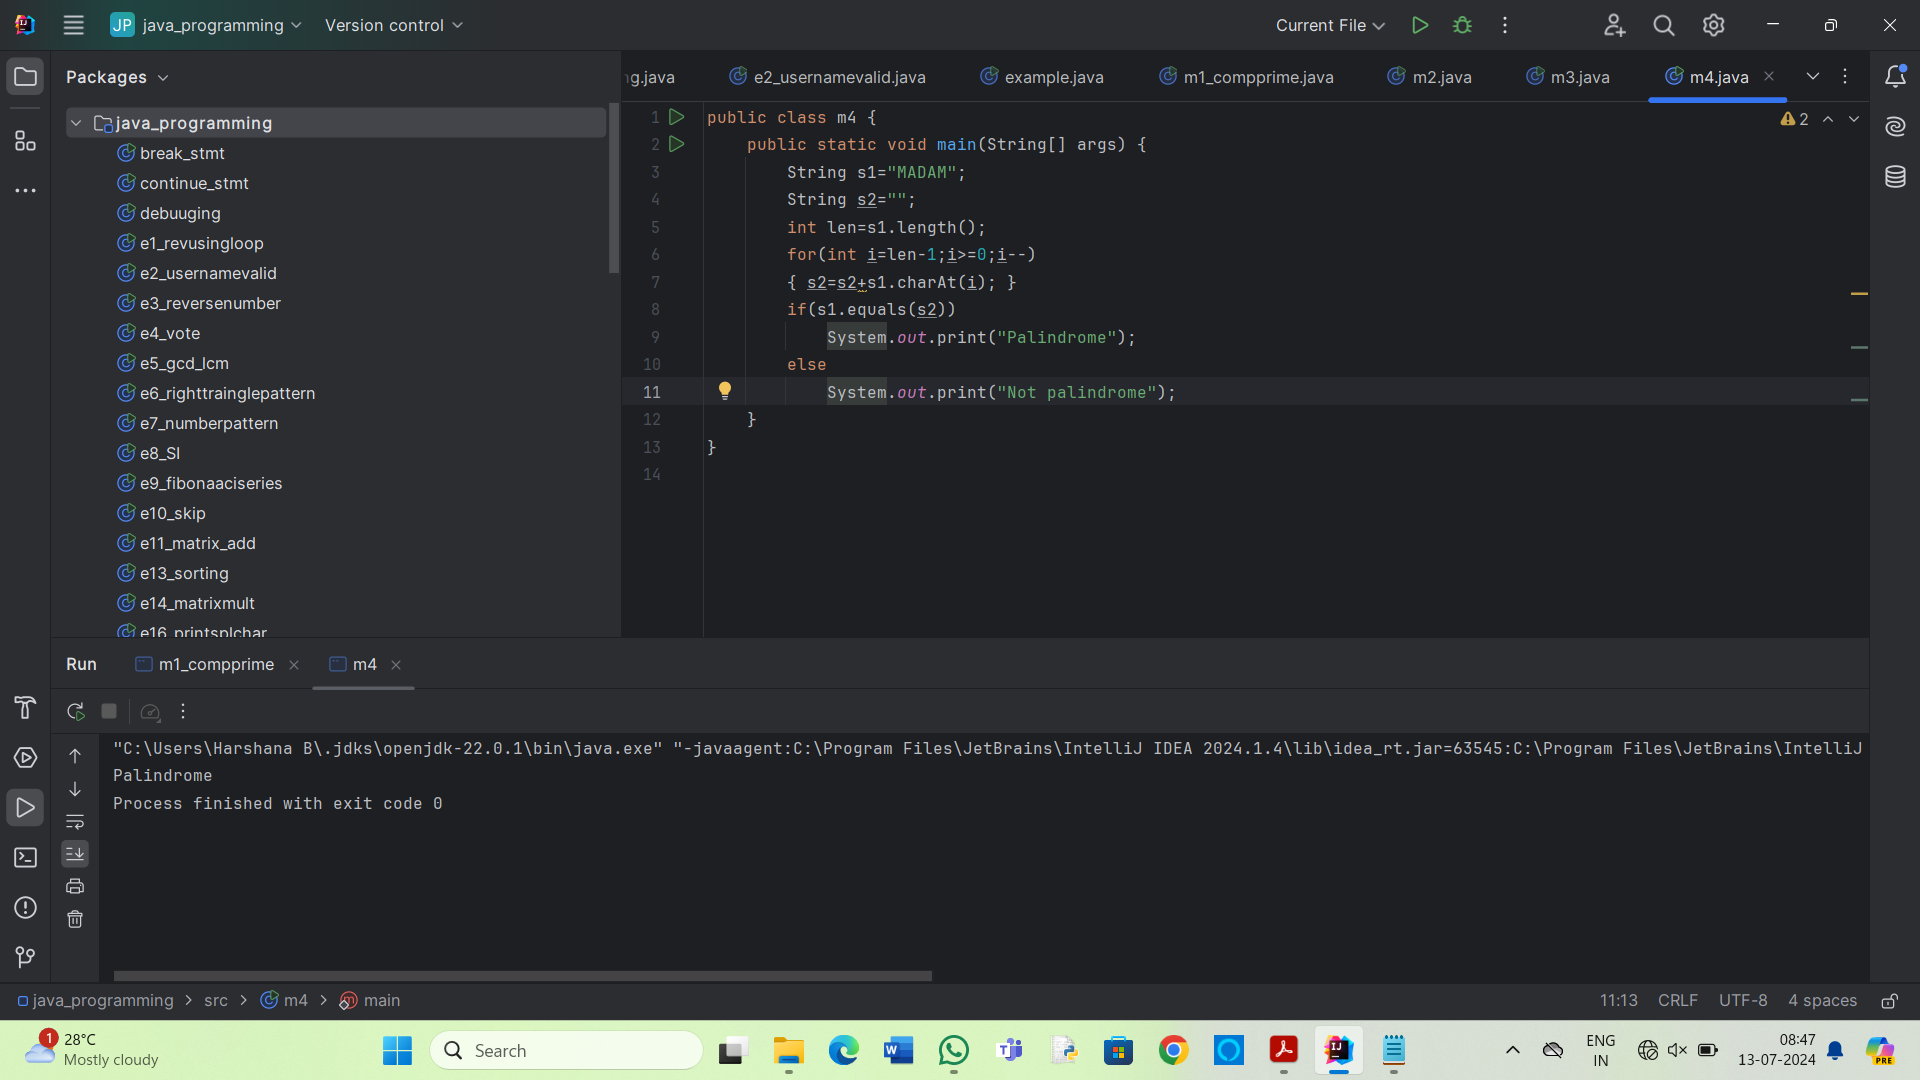 JP java_programming Version control Current File
Packages
ng.java e2_usernamevalid.java example.java m1_compprime.java m2.java m3.java m4.java
java_programming
break_stmt
continue_stmt
debuuging
e1_revusingloop
e2_usernamevalid
e3_reversenumber
e4_vote
e5_gcd_lcm
e6_righttrainglepattern
e7_numberpattern
e8_SI
e9_fibonaaciseries
e10_skip
e11_matrix_add
e13_sorting
e14_matrixmult
e16_printsplchar
2
1 public class m4 {
2 public static void main(String[] args) {
3 String s1="MADAM";
4 String s2="";
5 int len=s1.length();
6 for(int i=len-1;i>=0;i--)
7 { s2=s2+s1.charAt(i); }
8 if(s1.equals(s2))
9 System.out.print("Palindrome");
10 else
11 System.out.print("Not palindrome");
12 }
13 }
14
Run m1_compprime m4
"C:\Users\Harshana B\.jdks\openjdk-22.0.1\bin\java.exe" "-javaagent:C:\Program Files\JetBrains\IntelliJ IDEA 2024.1.4\lib\idea_rt.jar=63545:C:\Program Files\JetBrains\IntelliJ
Palindrome
Process finished with exit code 0
java_programming > src > m4 > main 11:13 CRLF UTF-8 4 spaces
1 28°C
Mostly cloudy
Search
ENG
IN
08:47
13-07-2024
PRE